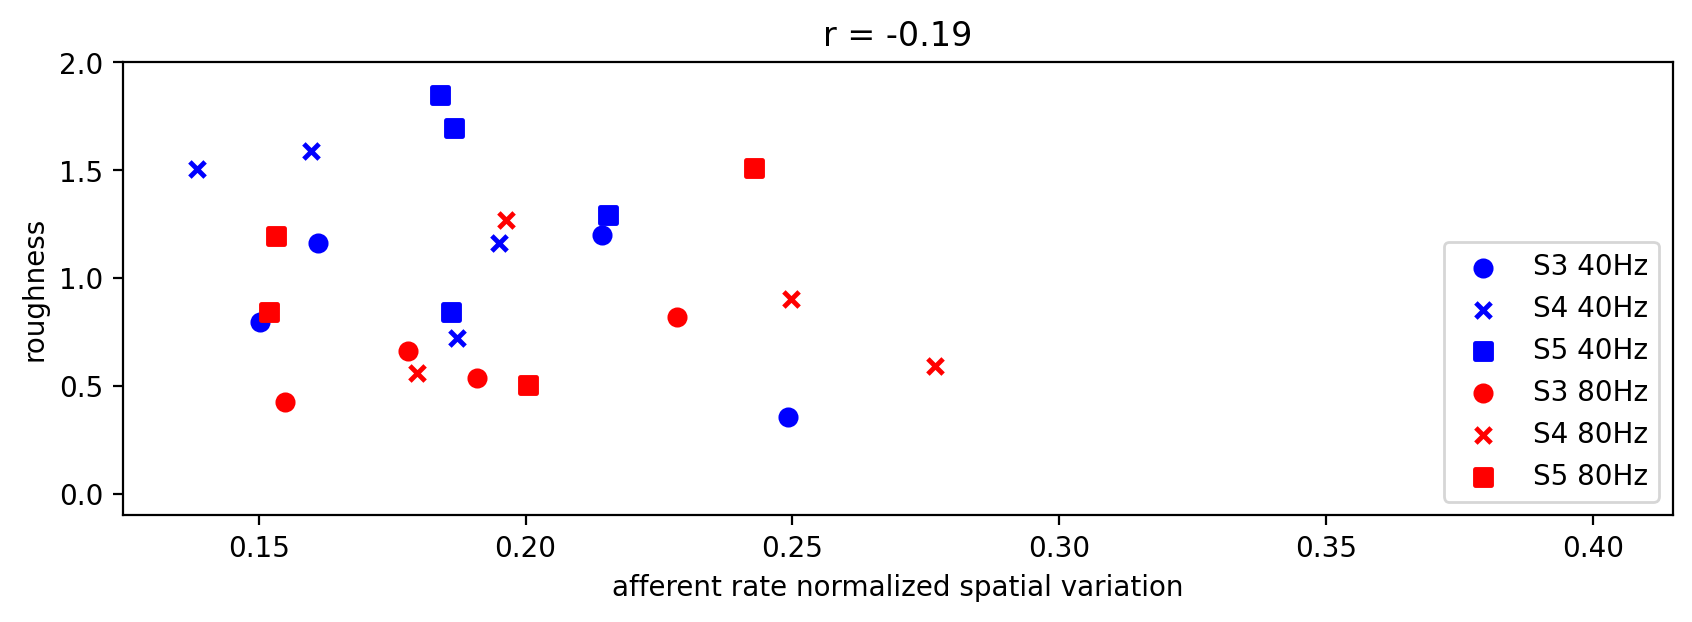 r = -0.19
2.0
1.5
1.0
0.5
0.0
roughness
S3 40Hz
S4 40Hz
S5 40Hz
S3 80Hz
S4 80Hz
S5 80Hz
0.15 0.20 0.25 0.30 0.35 0.40
afferent rate normalized spatial variation